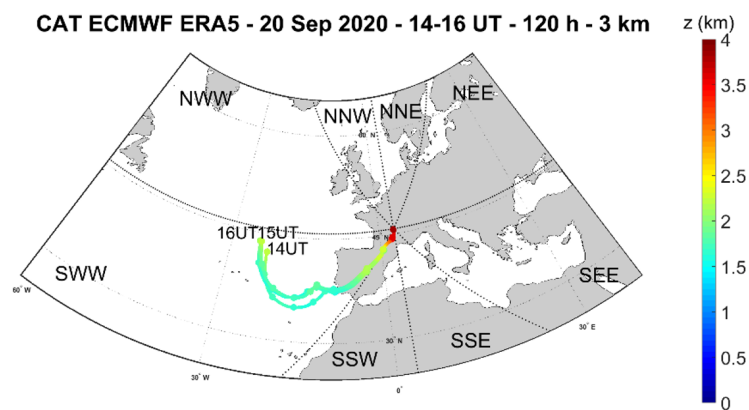 CAT ECMWF ERA5 - 20 Sep 2020 - 14-16 UT - 120 h - 3 km
z (km)
4
3.5
3
2.5
2
1.5
1
0.5
0
NWW
NNW
NNE
NEE
60° N
45° N
16UT15UT
14UT
SWW
SEE
60° W
30° E
30° N
SSW
SSE
30° W
0°